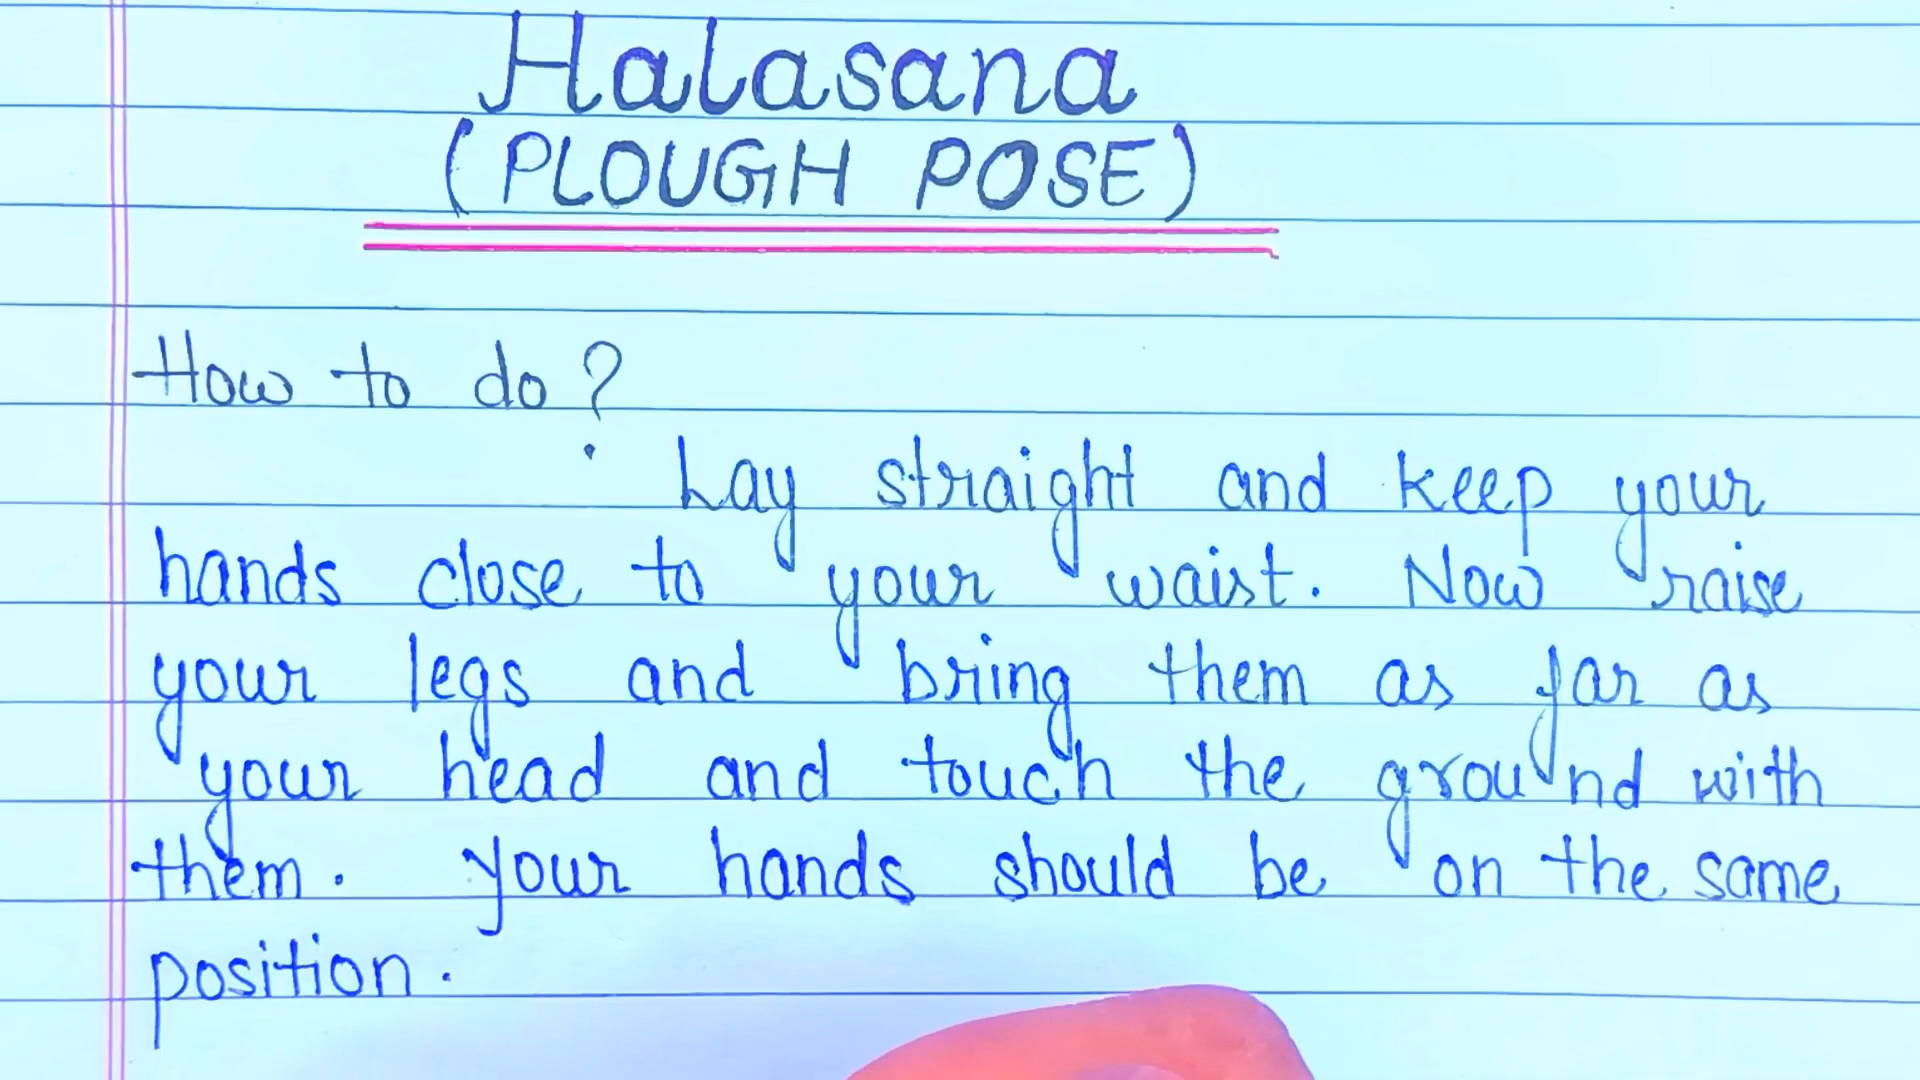 Halasana
(PLOUGH POSE)
How to do?
Lay straight and keep your
hands close to your waist. Now raise
your legs and bring them as far as
your head and touch the ground with
them. Your hands should be on the same
position.